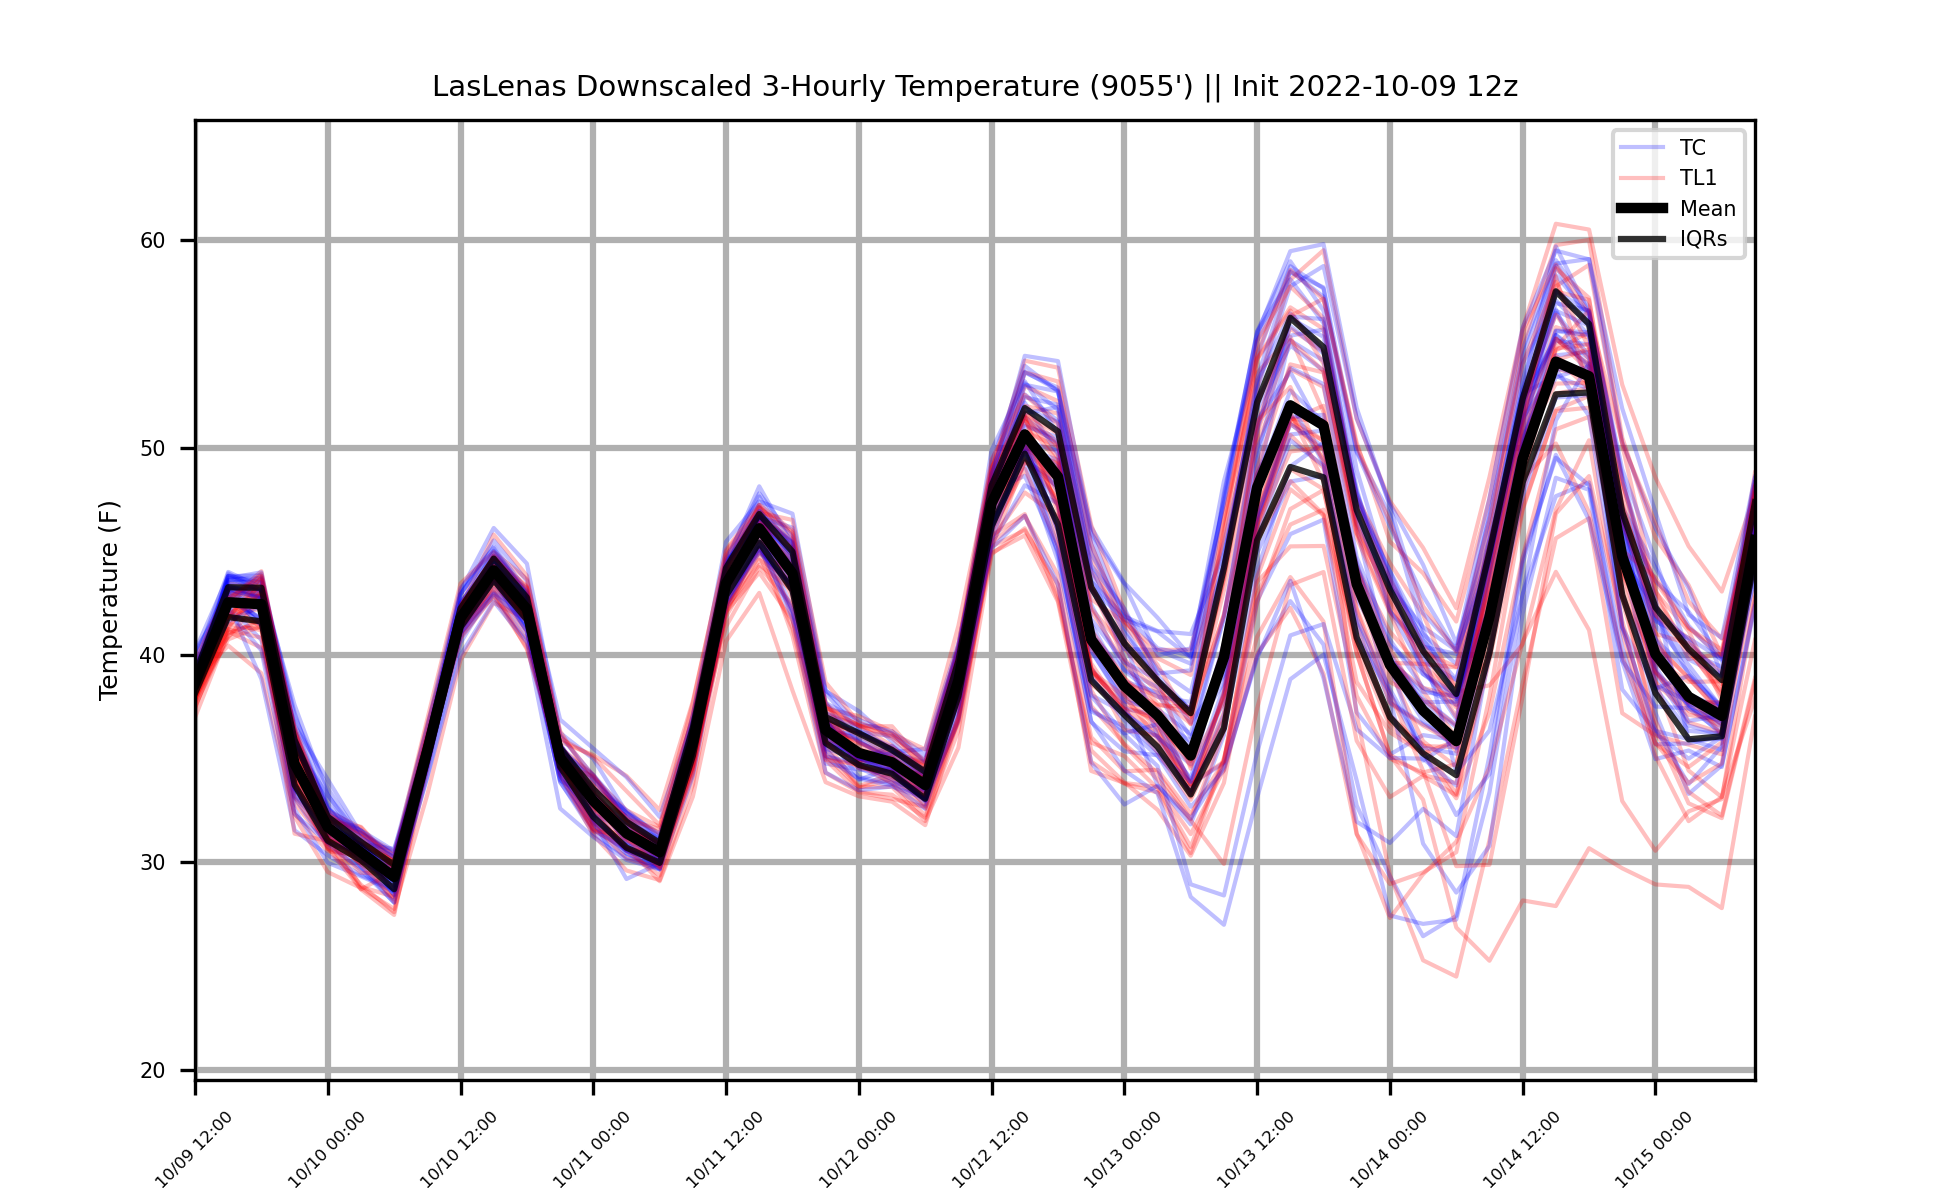 LasLenas Downscaled 3-Hourly Temperature (9055') || Init 2022-10-09 12z
TC
TL1
Mean
IQRs
Temperature (F)
60
50
40
30
20
10/09 12:00
10/10 00:00
10/10 12:00
10/11 00:00
10/11 12:00
10/12 00:00
10/12 12:00
10/13 00:00
10/13 12:00
10/14 00:00
10/14 12:00
10/15 00:00